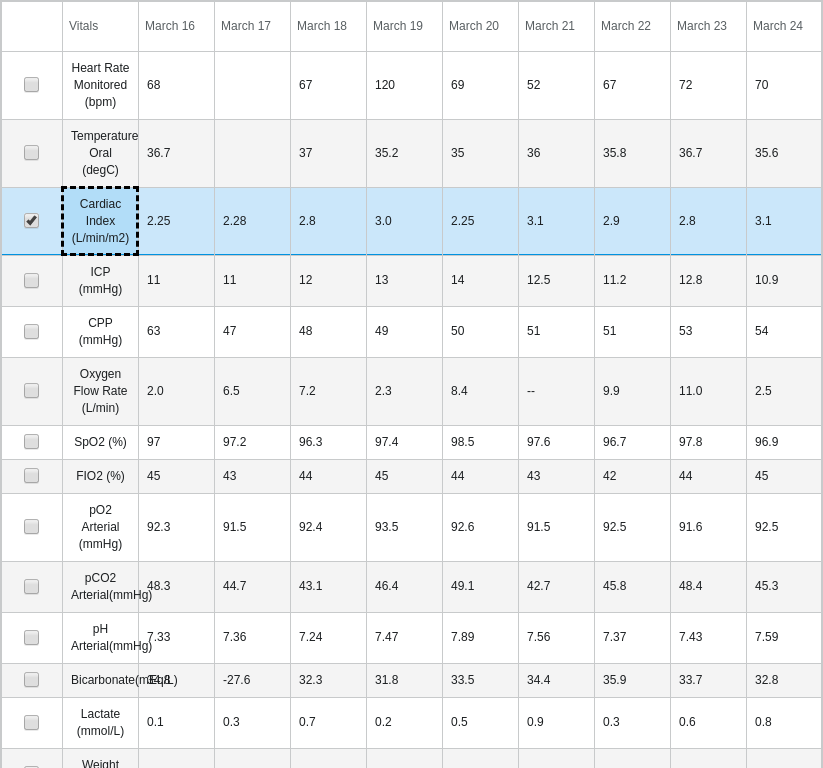 Vitals March 16 March 17 March 18 March 19 March 20 March 21 March 22 March 23 March 24
Heart Rate
Monitored
(bpm) 68 67 120 69 52 67 72 70
Temperature
Oral
(degC) 36.7 37 35.2 35 36 35.8 36.7 35.6
Cardiac
Index
(L/min/m2) 2.25 2.28 2.8 3.0 2.25 3.1 2.9 2.8 3.1
ICP
(mmHg) 11 11 12 13 14 12.5 11.2 12.8 10.9
CPP
(mmHg) 63 47 48 49 50 51 51 53 54
Oxygen
Flow Rate
(L/min) 2.0 6.5 7.2 2.3 8.4 -- 9.9 11.0 2.5
SpO2 (%) 97 97.2 96.3 97.4 98.5 97.6 96.7 97.8 96.9
FIO2 (%) 45 43 44 45 44 43 42 44 45
pO2
Arterial
(mmHg) 92.3 91.5 92.4 93.5 92.6 91.5 92.5 91.6 92.5
pCO2
Arterial(mmHg) 48.3 44.7 43.1 46.4 49.1 42.7 45.8 48.4 45.3
pH
Arterial(mmHg) 7.33 7.36 7.24 7.47 7.89 7.56 7.37 7.43 7.59
Bicarbonate(mEq/L) 34.8 -27.6 32.3 31.8 33.5 34.4 35.9 33.7 32.8
Lactate
(mmol/L) 0.1 0.3 0.7 0.2 0.5 0.9 0.3 0.6 0.8
Weight